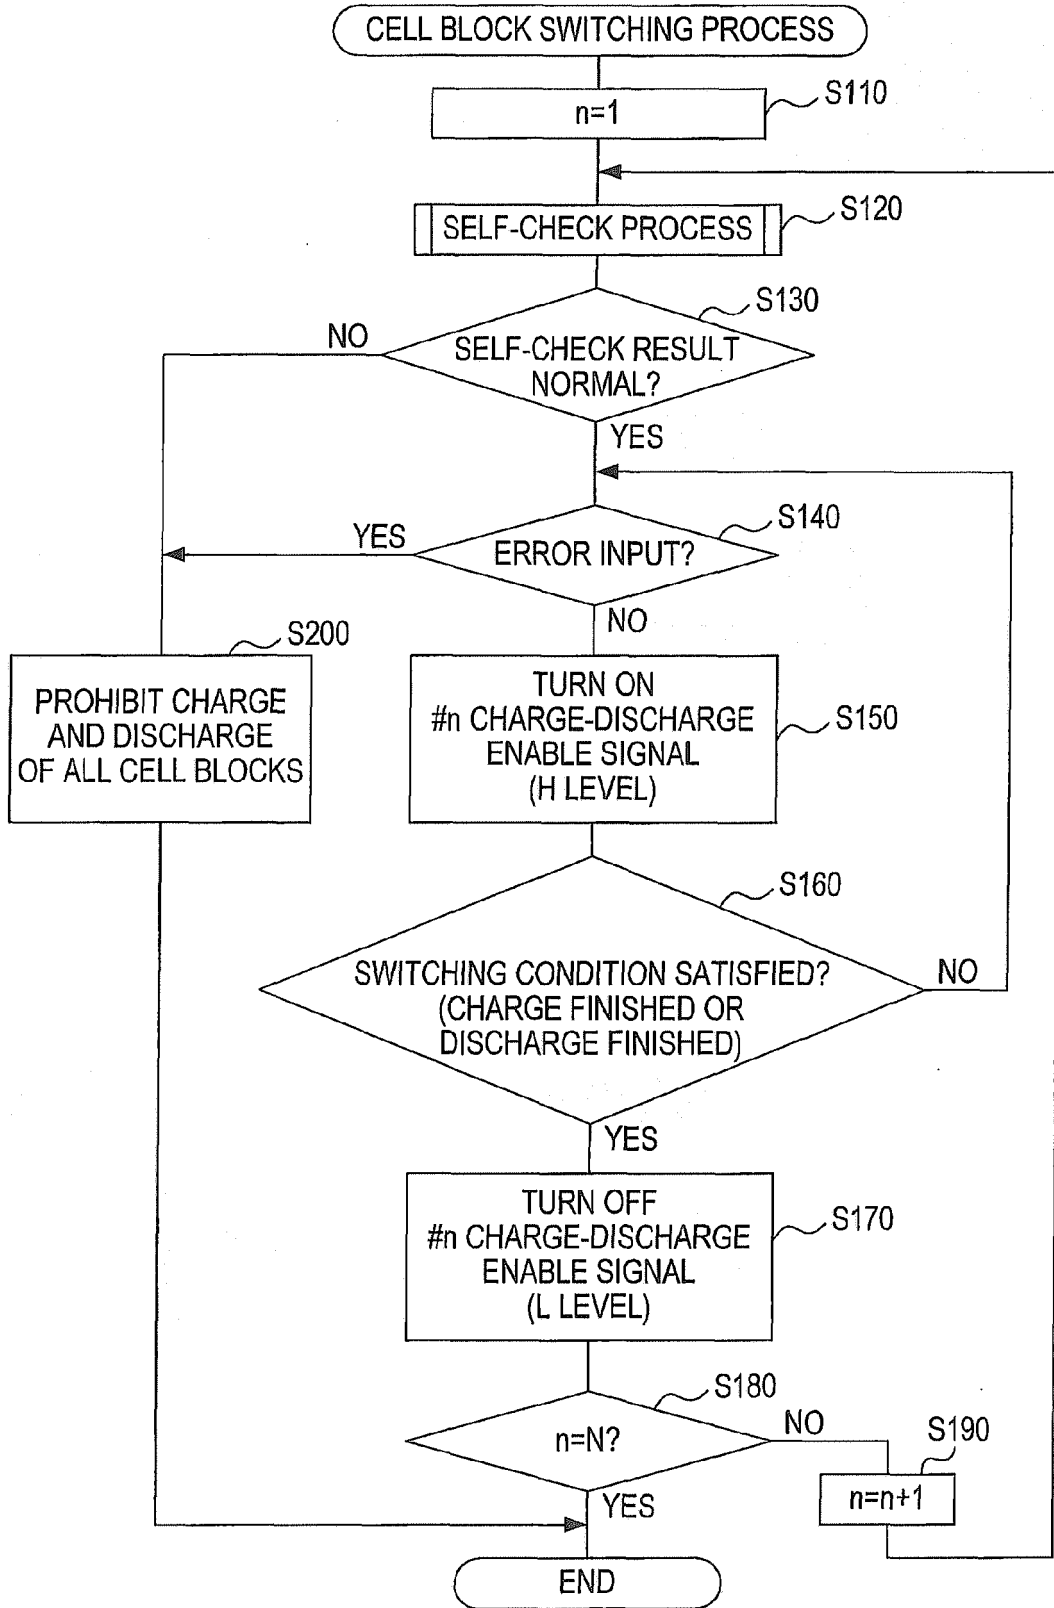 CELL BLOCK SWITCHING PROCESS
n=1
S110
SELF-CHECK PROCESS
S120
S130
NO
SELF-CHECK RESULT
NORMAL?
YES
S140
YES
ERROR INPUT?
NO
S200
PROHIBIT CHARGE
AND DISCHARGE
OF ALL CELL BLOCKS
TURN ON
#n CHARGE-DISCHARGE
ENABLE SIGNAL
(H LEVEL)
S150
S160
SWITCHING CONDITION SATISFIED?
(CHARGE FINISHED OR
DISCHARGE FINISHED)
NO
YES
TURN OFF
#n CHARGE-DISCHARGE
ENABLE SIGNAL
(L LEVEL)
S170
S180
n=N?
NO
S190
n=n+1
YES
END